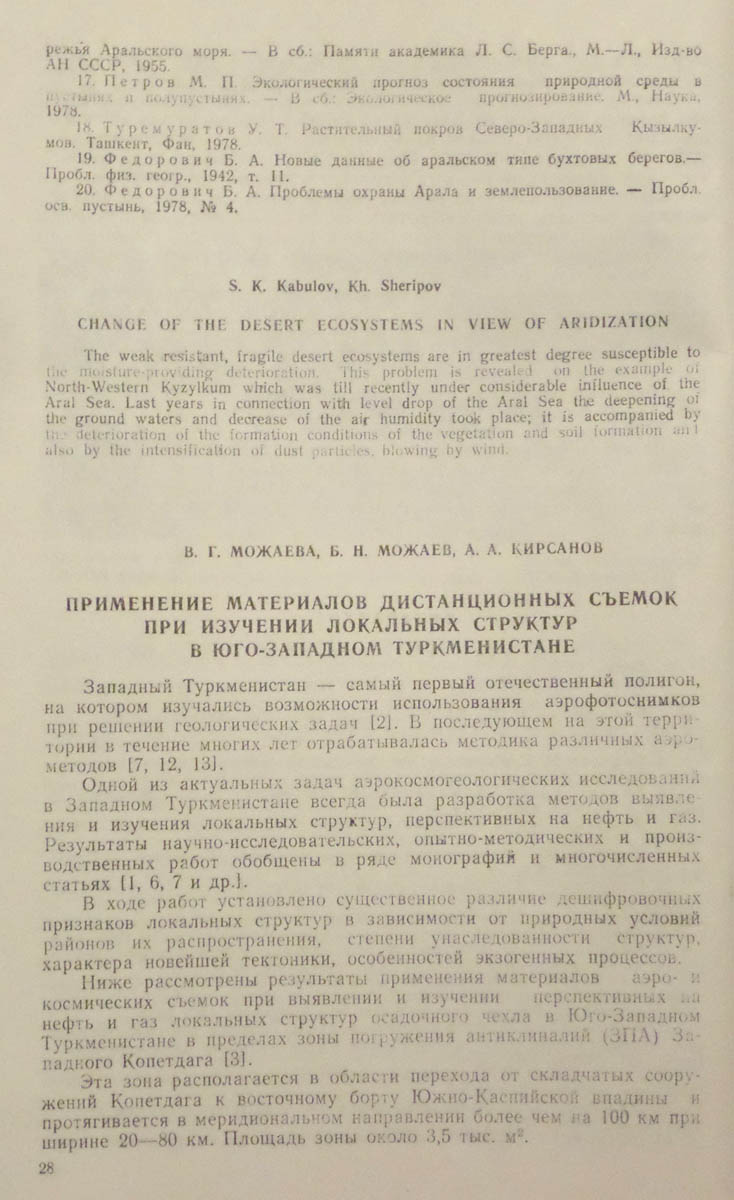 режья Аральского моря. — В сб.: Памяти академика Л. С. Берга., М.—Л., Изд-во
АН СССР, 1955.
17. Петров М. П. Экологический прогноз состояния природной среды в
пустынях и полупустынях. — В сб.: Экологическое прогнозирование. М., Наука,
1978.
18. Туремуратов У. Т. Растительный покров Северо-Западных Кызылку-
мов. Ташкент, Фан, 1978.
19. Федорович Б. А. Новые данные об аральском типе бухтовых берегов.—
Пробл. физ. геогр., 1942, т. 11.
20. Федорович Б. А. Проблемы охраны Арала и землепользование. — Пробл.
осв. пустынь, 1978, № 4.
S. K. Kabulov, Kh. Sheripov
CHANGE OF THE DESERT ECOSYSTEMS IN VIEW OF ARIDIZATION
The weak resistant, fragile desert ecosystems are in greatest degree susceptible to
the moisture-providing deterioration. This problem is revealed on the example of
North-Western Kyzylkum which was till recently under considerable influence of the
Aral Sea. Last years in connection with level drop of the Aral Sea the deepening of
the ground waters and decrease of the air humidity took place; it is accompanied by
the deterioration of the formation conditions of the vegetation and soil formation and
also by the intensification of dust particles, blowing by wind.
В. Г. МОЖАЕВА, Б. Н. МОЖАЕВ, А. А. КИРСАНОВ
ПРИМЕНЕНИЕ МАТЕРИАЛОВ ДИСТАНЦИОННЫХ СЪЕМОК
ПРИ ИЗУЧЕНИИ ЛОКАЛЬНЫХ СТРУКТУР
В ЮГО-ЗАПАДНОМ ТУРКМЕНИСТАНЕ
Западный Туркменистан — самый первый отечественный полигон,
на котором изучались возможности использования аэрофотоснимков
при решении геологических задач [2]. В последующем на этой терри-
тории в течение многих лет отрабатывалась методика различных аэро-
методов [7, 12, 13].
Одной из актуальных задач аэрокосмогеологических исследований
в Западном Туркменистане всегда была разработка методов выявле-
ния и изучения локальных структур, перспективных на нефть и газ.
Результаты научно-исследовательских, опытно-методических и произ-
водственных работ обобщены в ряде монографий и многочисленных
статьях [1, 6, 7 и др.].
В ходе работ установлено существенное различие дешифровочных
признаков локальных структур в зависимости от природных условий
районов их распространения, степени унаследованности структур,
характера новейшей тектоники, особенностей экзогенных процессов.
Ниже рассмотрены результаты применения материалов аэро- и
космических съемок при выявлении и изучении перспективных на
нефть и газ локальных структур осадочного чехла в Юго-Западном
Туркменистане в пределах зоны погружения антиклиналий (ЗПА) За-
падного Копетдага [3].
Эта зона располагается в области перехода от складчатых соору-
жений Копетдага к восточному борту Южно-Каспийской впадины и
протягивается в меридиональном направлении более чем на 100 км при
ширине 20—80 км. Площадь зоны около 3,5 тыс. м².
28